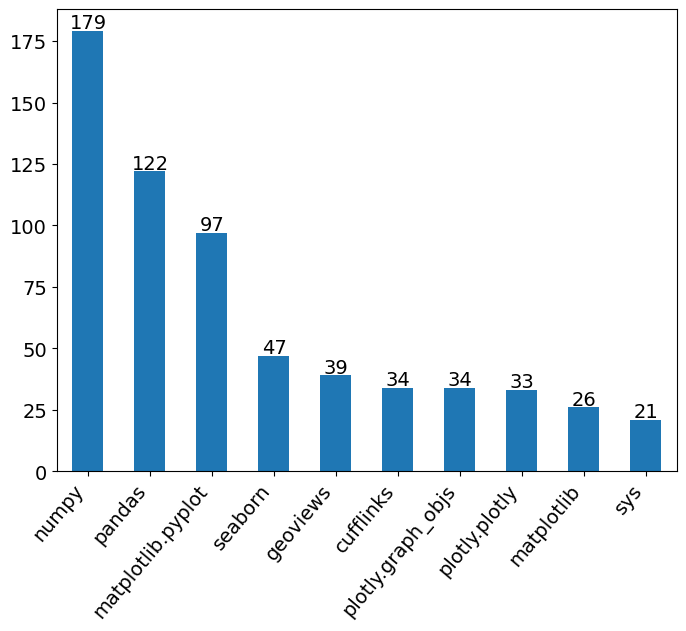 175
150
125
100
75
50
25
0
179
122
97
47
39
34
34
33
26
21
numpy
pandas
matplotlib.pyplot
seaborn
geoviews
cufflinks
plotly.graph_objs
plotly.plotly
matplotlib
sys